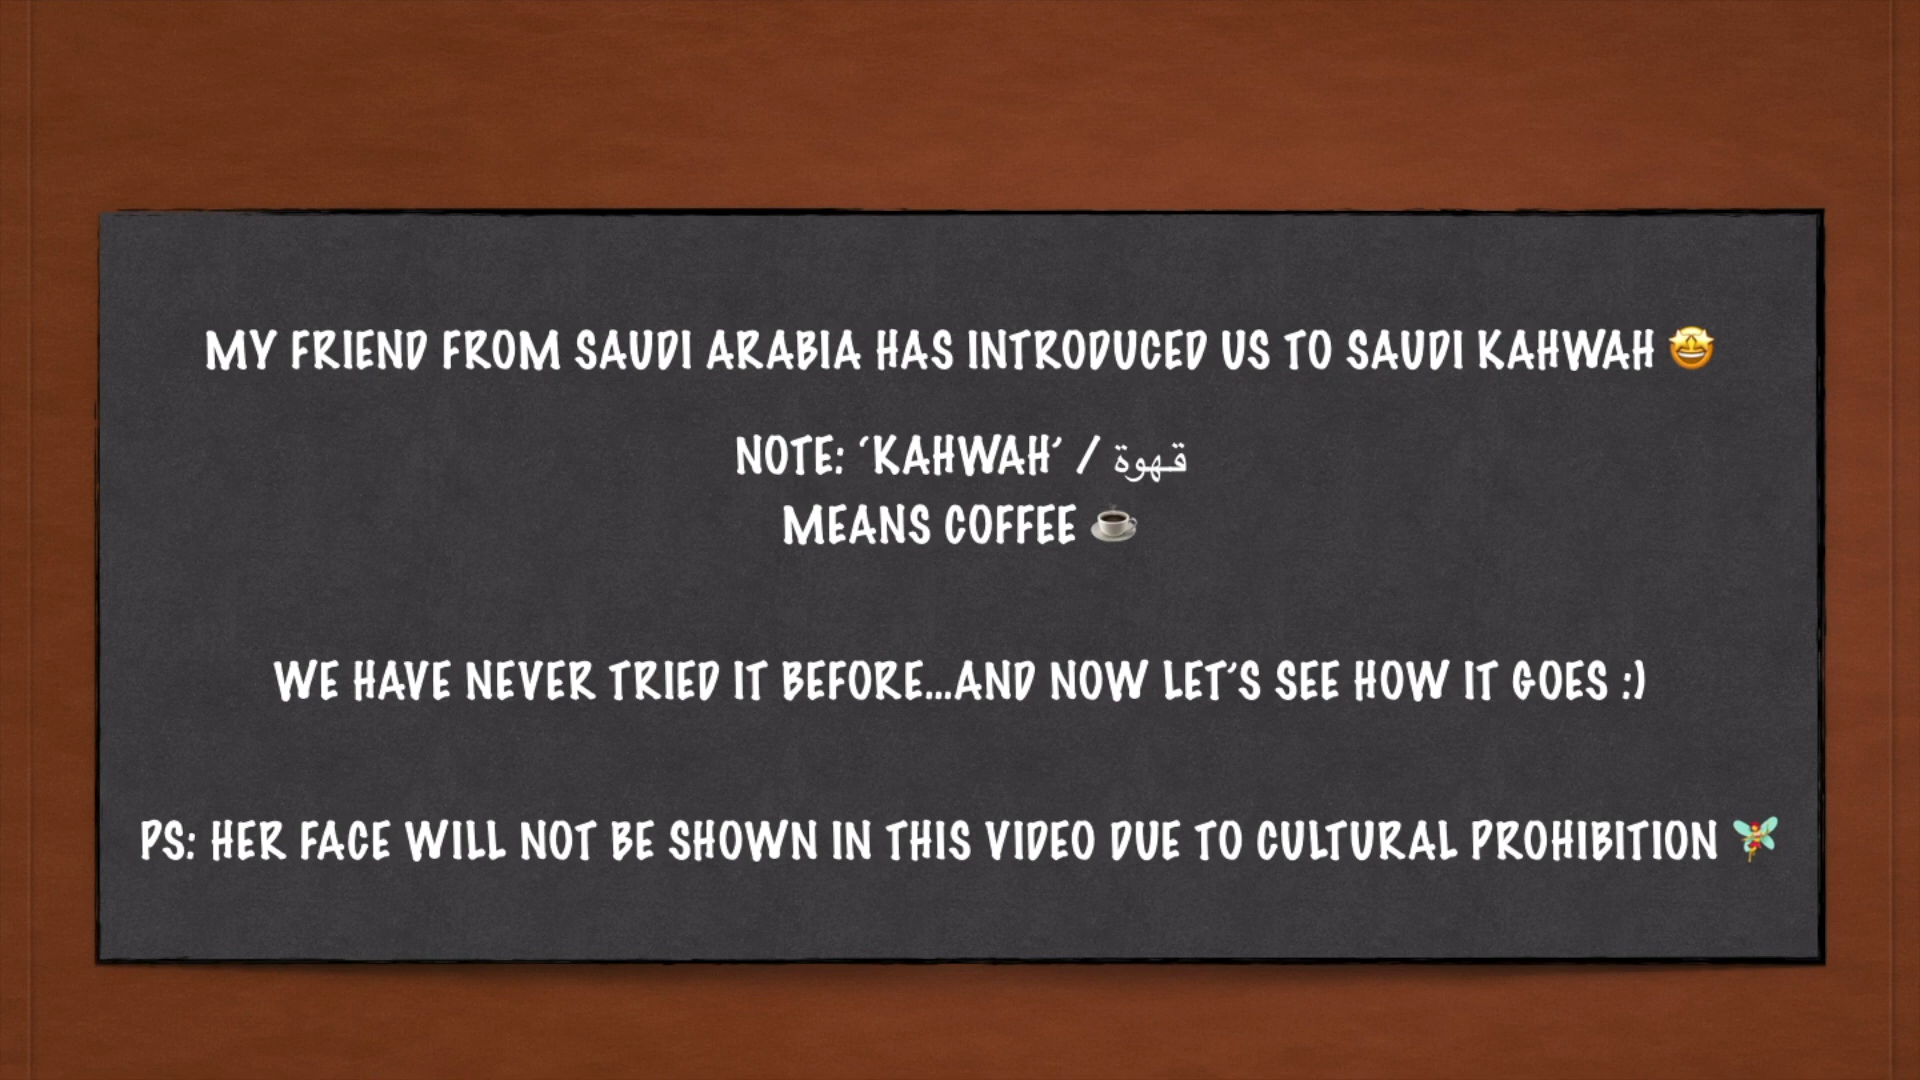 MY FRIEND FROM SAUDI ARABIA HAS INTRODUCED US TO SAUDI KAHWAH 🤩
NOTE: ‘KAHWAH’ / قهوة
MEANS COFFEE ☕
WE HAVE NEVER TRIED IT BEFORE...AND NOW LET’S SEE HOW IT GOES :)
PS: HER FACE WILL NOT BE SHOWN IN THIS VIDEO DUE TO CULTURAL PROHIBITION 🧚